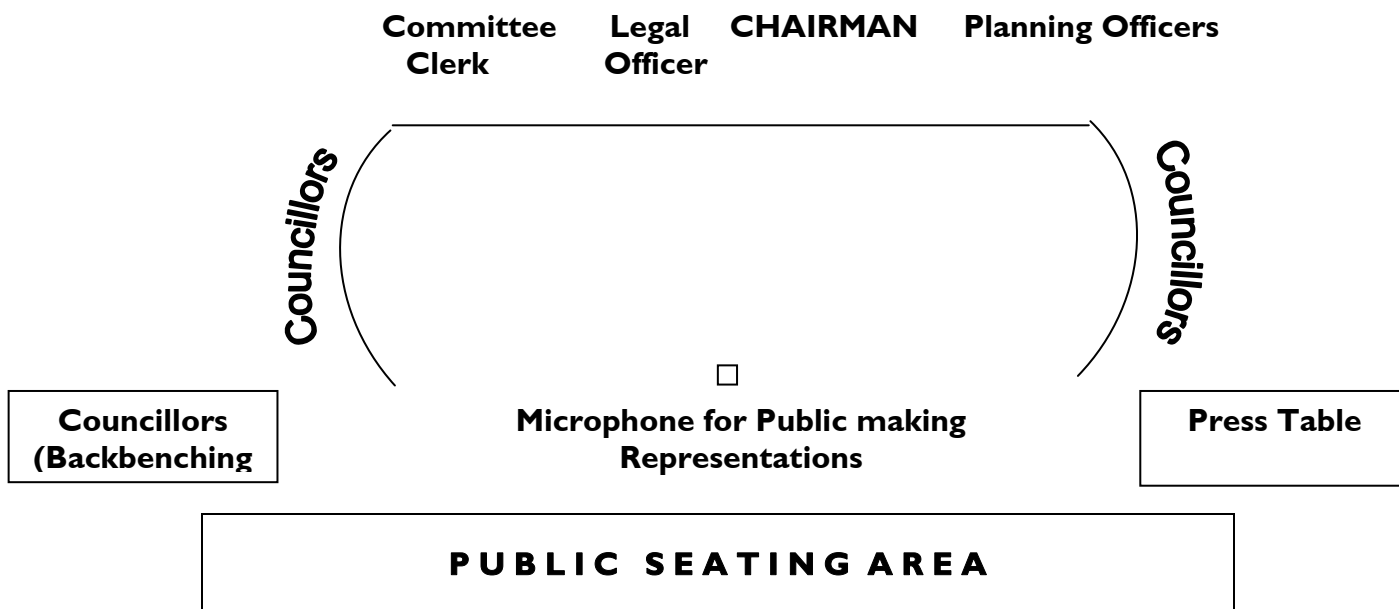 Committee Legal CHAIRMAN Planning Officers
Clerk Officer
Councillors
Councillors
Councillors
(Backbenching
Microphone for Public making
Representations
Press Table
PUBLIC SEATING AREA